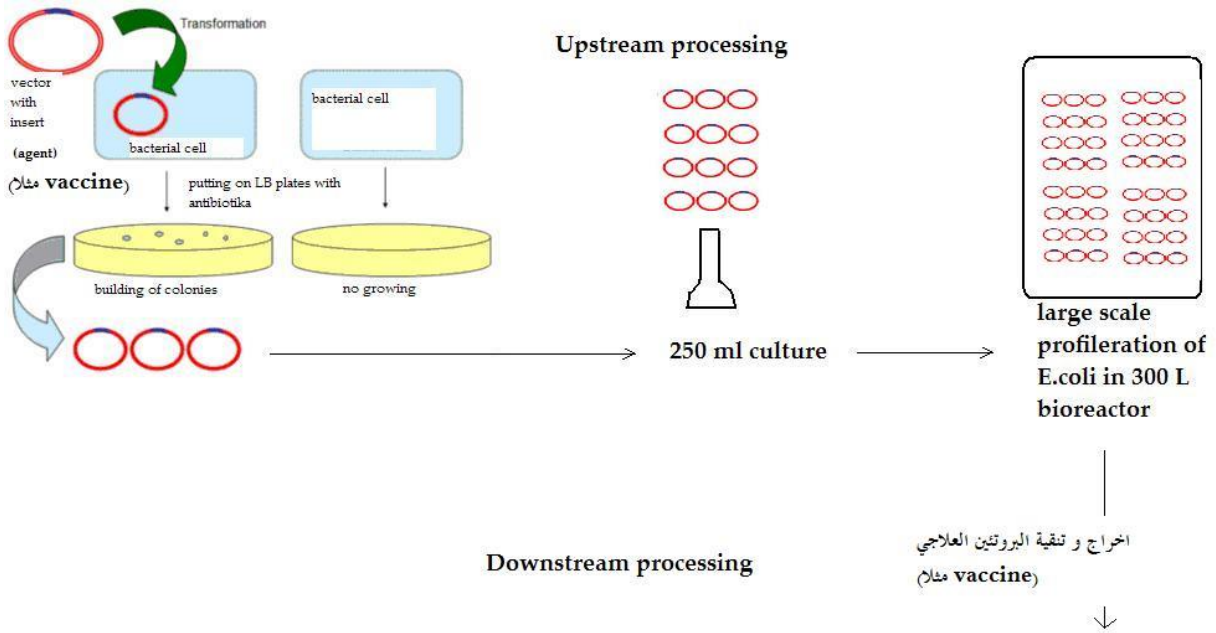 Transformation
vector
with
insert
(agent)
(مثلا vaccine)
bacterial cell
bacterial cell
putting on LB plates with
antibiotika
building of colonies
no growing
Upstream processing
250 ml culture
large scale
profileration of
E.coli in 300 L
bioreactor
اخراج و تنقية البروتئين العلاجي
(مثلا vaccine)
Downstream processing